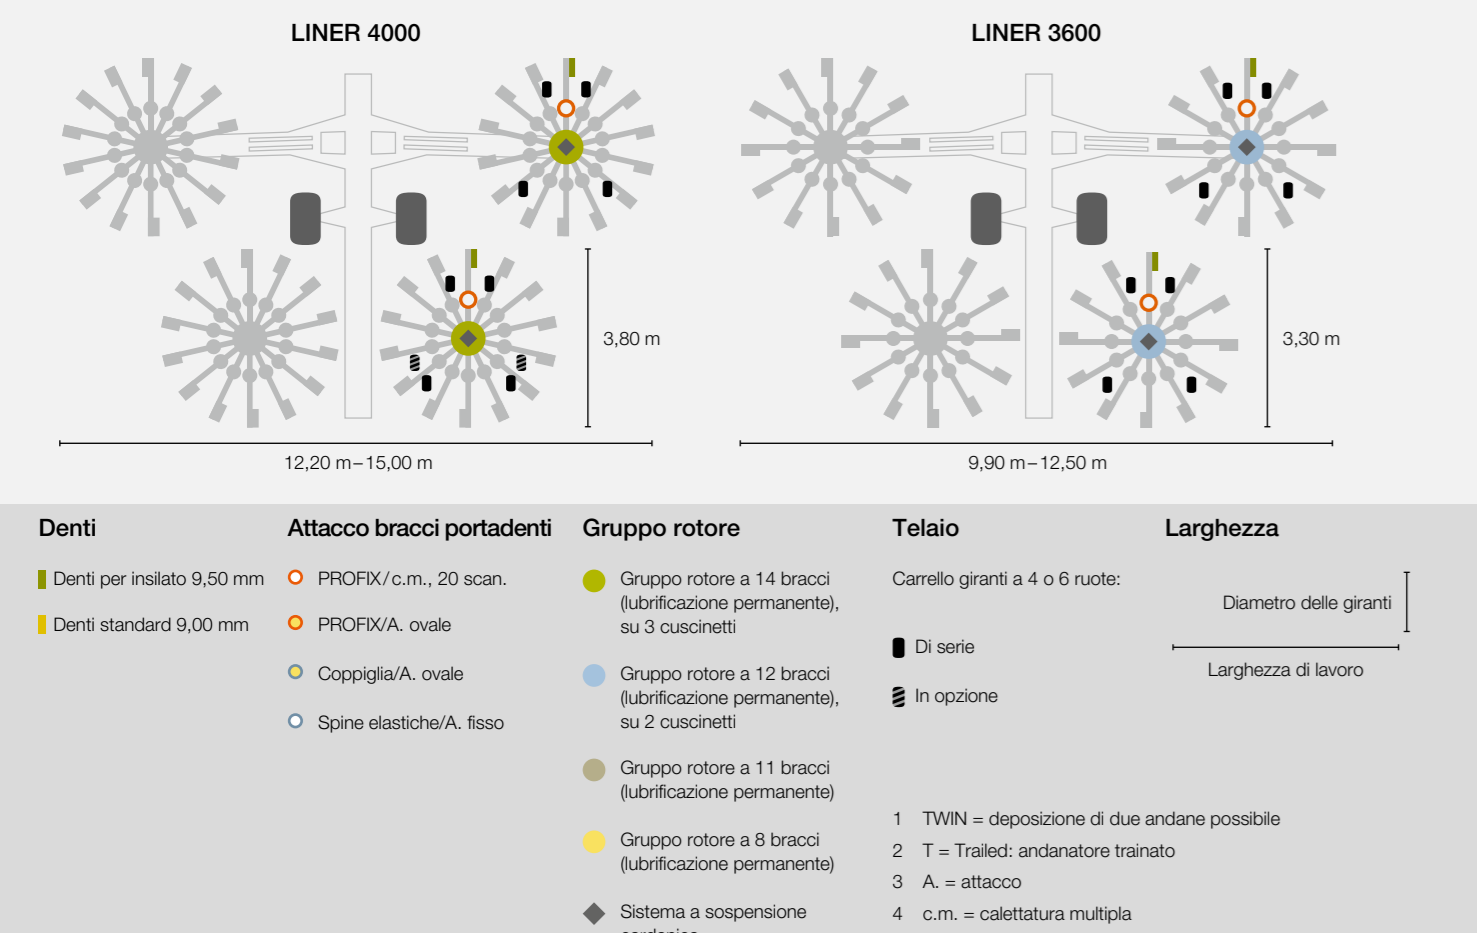 LINER 4000
LINER 3600
3,80 m
3,30 m
12,20 m–15,00 m
9,90 m–12,50 m
Denti
Denti per insilato 9,50 mm
Denti standard 9,00 mm
Attacco bracci portadenti
PROFIX/c.m., 20 scan.
PROFIX/A. ovale
Coppiglia/A. ovale
Spine elastiche/A. fisso
Gruppo rotore
Gruppo rotore a 14 bracci
(lubrificazione permanente),
su 3 cuscinetti
Gruppo rotore a 12 bracci
(lubrificazione permanente),
su 2 cuscinetti
Gruppo rotore a 11 bracci
(lubrificazione permanente)
Gruppo rotore a 8 bracci
(lubrificazione permanente)
Sistema a sospensione
Telaio
Carrello giranti a 4 o 6 ruote:
Di serie
In opzione
Larghezza
Diametro delle giranti
Larghezza di lavoro
1 TWIN = deposizione di due andane possibile
2 T = Trailed: andanatore trainato
3 A. = attacco
4 c.m. = calettatura multipla